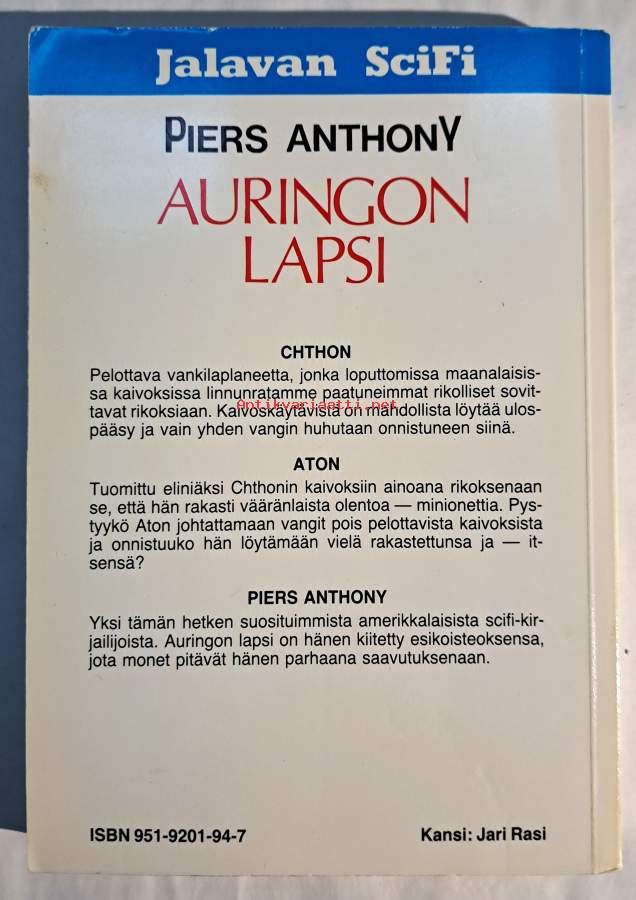 Jalavan SciFi
PIERS ANTHONY
AURINGON
LAPSI
CHTHON
Pelottava vankilaplaneetta, jonka loputtomissa maanalaisis-
sa kaivoksissa linnunratamme paatuneimmat rikolliset sovit-
tavat rikoksiaan. Kaivoskäytävistä on mahdollista löytää ulos-
Antikvariaatti.net
pääsy ja vain yhden vangin huhutaan onnistuneen siinä.
ATON
Tuomittu eliniäksi Chthonin kaivoksiin ainoana rikoksenaan
se, että hän rakasti vääränlaista olentoa — minionettia. Pys-
tyykö Aton johtattamaan vangit pois pelottavista kaivoksista
ja onnistuuko hän löytämään vielä rakastettunsa ja — it-
sensä?
PIERS ANTHONY
Yksi tämän hetken suosituimmista amerikkalaisista scifi-kir-
jailijoista. Auringon lapsi on hänen kiitetty esikoisteoksensa,
jota monet pitävät hänen parhaana saavutuksenaan.
ISBN 951-9201-94-7
Kansi: Jari Rasi